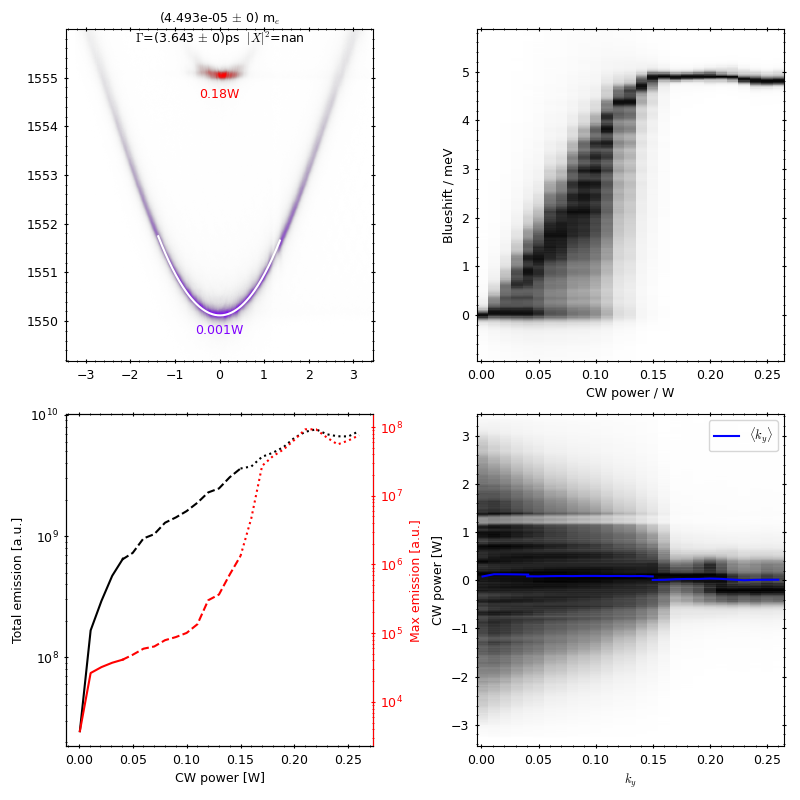 (4.493e-05 ± 0) m_e
Γ=(3.643 ± 0)ps |X|²=nan
1555
1554
1553
1552
1551
1550
0.18W
0.001W
−3 −2 −1 0 1 2 3
Blueshift / meV
5
4
3
2
1
0
0.00 0.05 0.10 0.15 0.20 0.25
CW power / W
Total emission [a.u.]
10¹⁰
10⁹
10⁸
10⁸
10⁷
10⁶
10⁵
10⁴
Max emission [a.u.]
0.00 0.05 0.10 0.15 0.20 0.25
CW power [W]
CW power [W]
3
2
1
0
−1
−2
−3
⟨k_y⟩
0.00 0.05 0.10 0.15 0.20 0.25
k_y